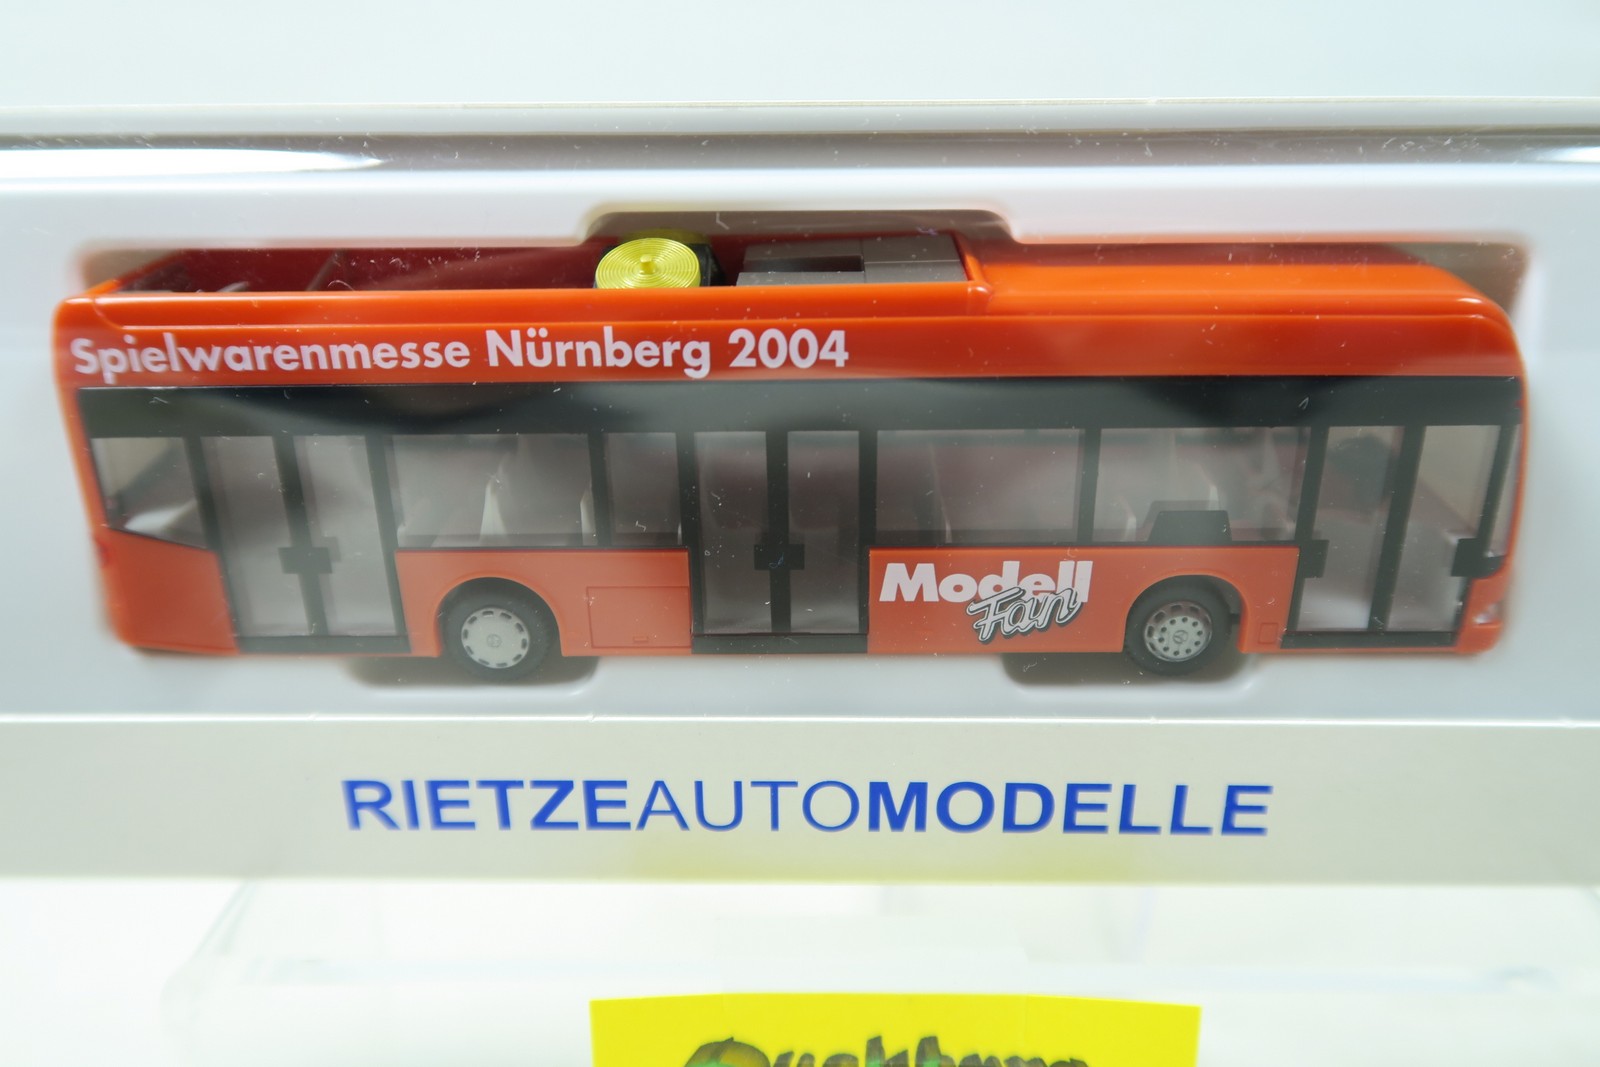 Spielwarenmesse Nürnberg 2004
Modell
Fan
RIETZEAUTOMODELLE